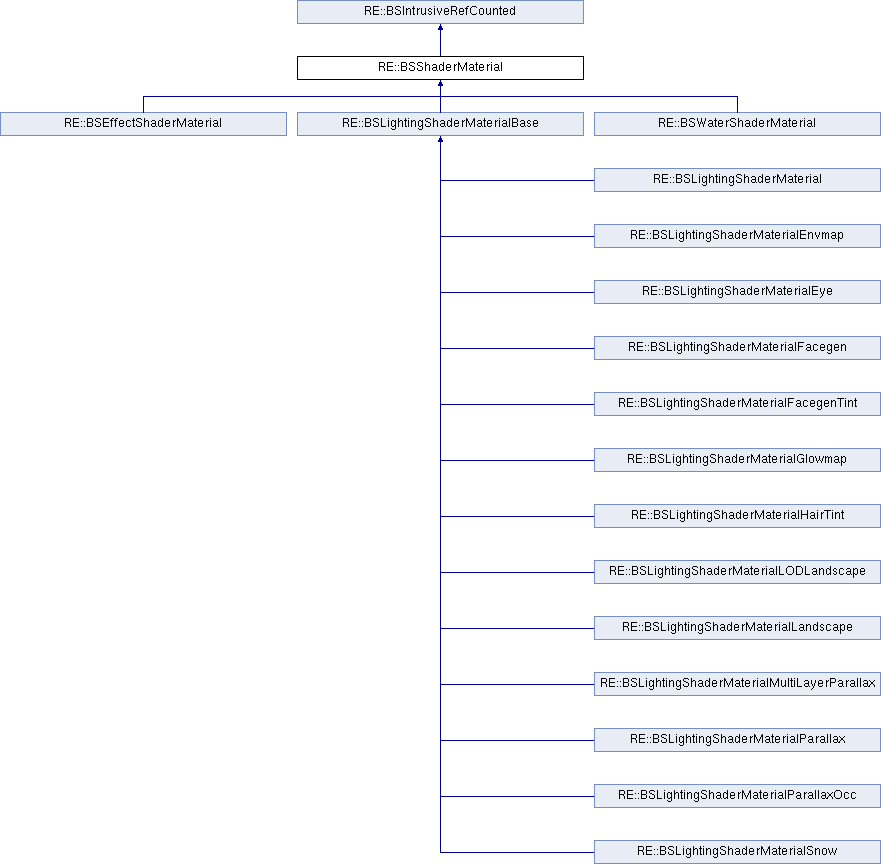 RE::BSIntrusiveRefCounted
RE::BSShaderMaterial
RE::BSEffectShaderMaterial
RE::BSLightingShaderMaterialBase
RE::BSWaterShaderMaterial
RE::BSLightingShaderMaterial
RE::BSLightingShaderMaterialEnvmap
RE::BSLightingShaderMaterialEye
RE::BSLightingShaderMaterialFacegen
RE::BSLightingShaderMaterialFacegenTint
RE::BSLightingShaderMaterialGlowmap
RE::BSLightingShaderMaterialHairTint
RE::BSLightingShaderMaterialLODLandscape
RE::BSLightingShaderMaterialLandscape
RE::BSLightingShaderMaterialMultiLayerParallax
RE::BSLightingShaderMaterialParallax
RE::BSLightingShaderMaterialParallaxOcc
RE::BSLightingShaderMaterialSnow